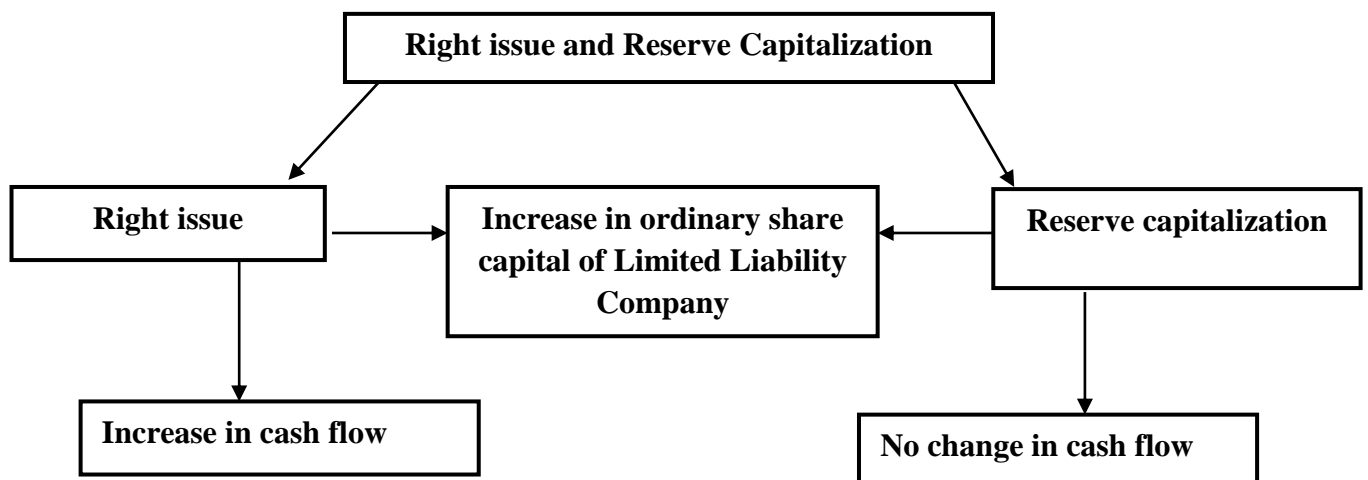 Right issue and Reserve Capitalization
Right issue
Increase in ordinary share
capital of Limited Liability
Company
Reserve capitalization
Increase in cash flow
No change in cash flow